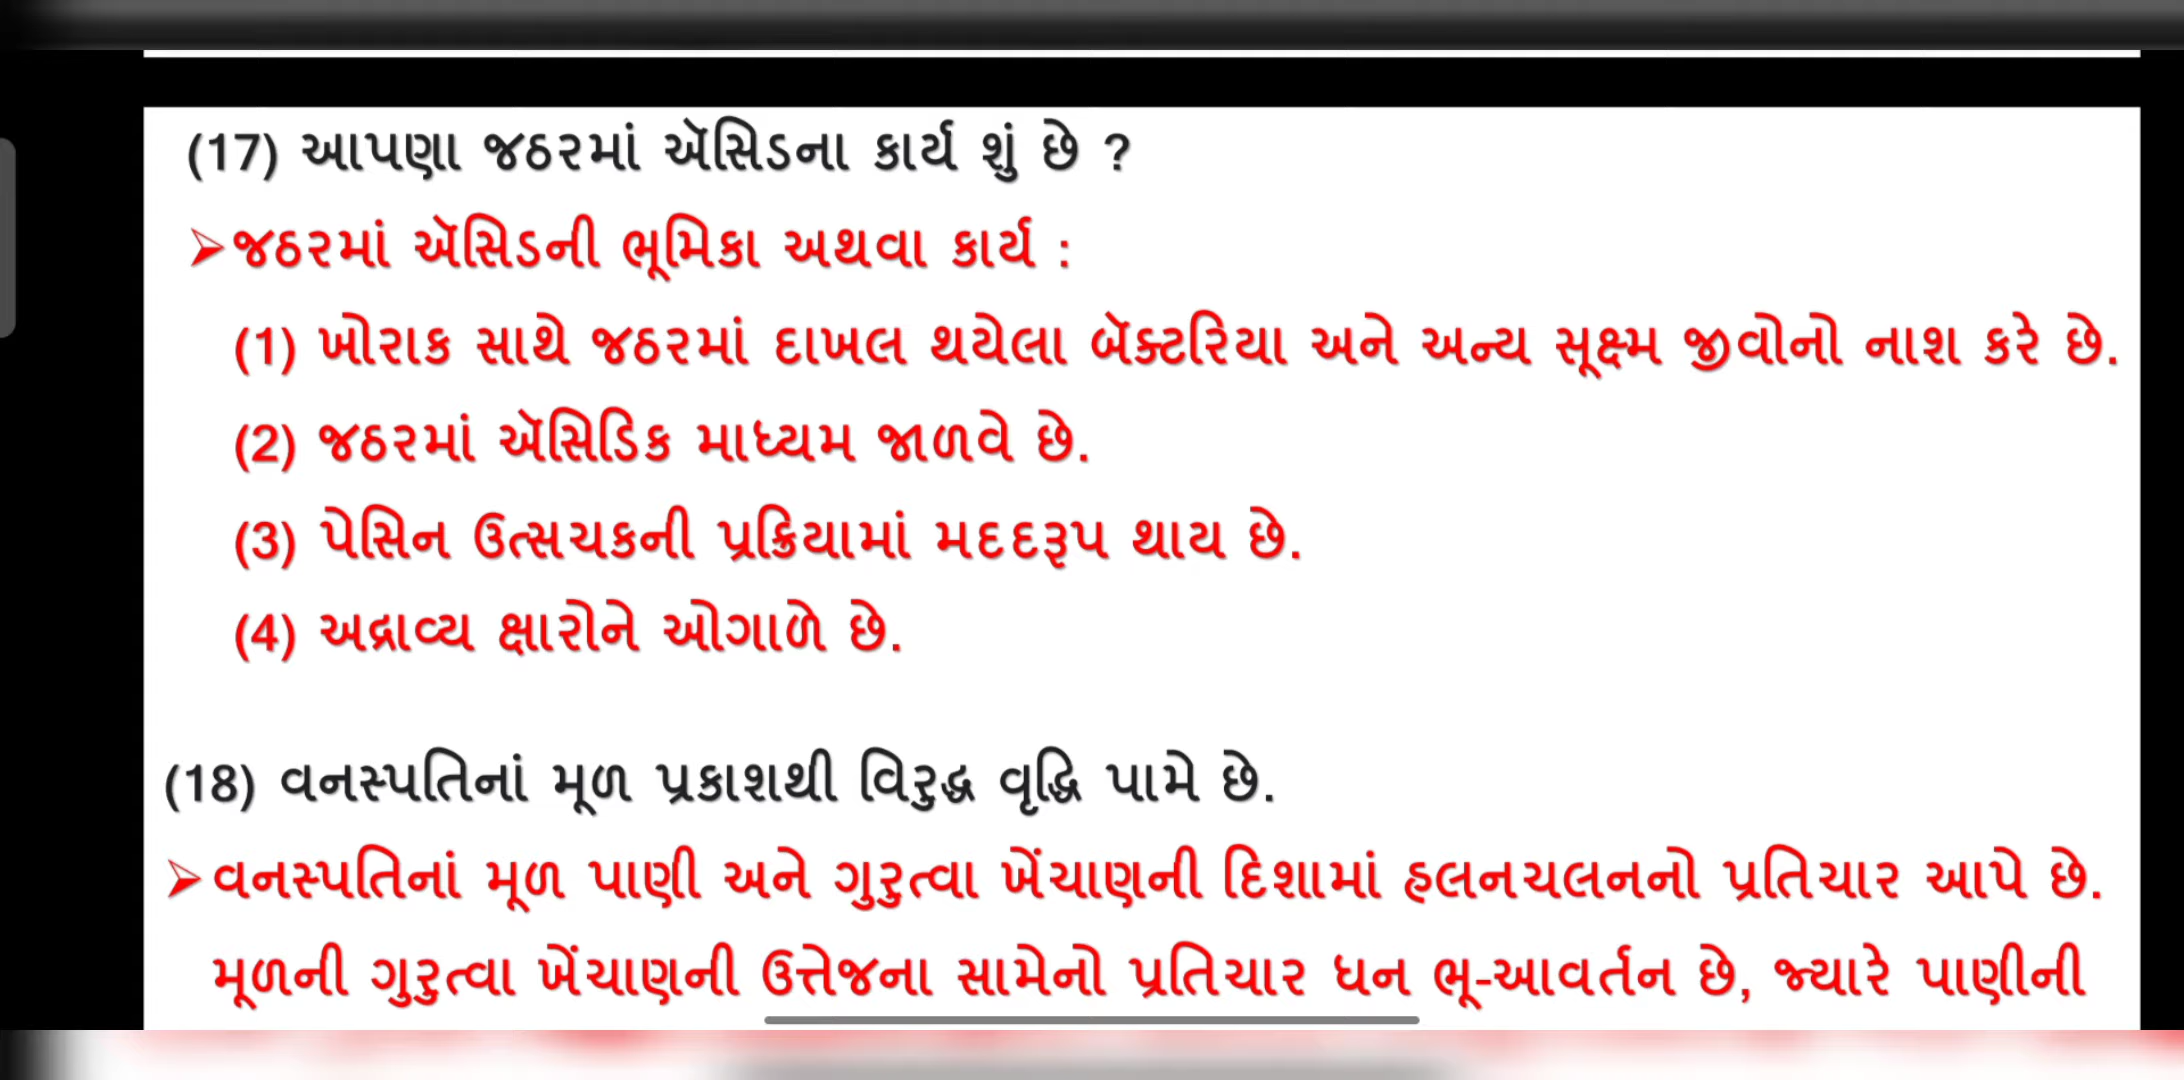 (17) આપણા જઠરમાં ઍસિડના કાર્ય શું છે ?
➢જઠરમાં ઍસિડની ભૂમિકા અથવા કાર્ય :
(1) ખોરાક સાથે જઠરમાં દાખલ થયેલા બૅક્ટરિયા અને અન્ય સૂક્ષ્મ જીવોનો નાશ કરે છે.
(2) જઠરમાં ઍસિડિક માધ્યમ જાળવે છે.
(3) પેસિન ઉત્સચકની પ્રક્રિયામાં મદદરૂપ થાય છે.
(4) અદ્રાવ્ય ક્ષારોને ઓગાળે છે.
(18) વનસ્પતિનાં મૂળ પ્રકાશથી વિરુદ્ધ વૃદ્ધિ પામે છે.
➢વનસ્પતિનાં મૂળ પાણી અને ગુરુત્વા ખેંચાણની દિશામાં હલનચલનનો પ્રતિચાર આપે છે.
મૂળની ગુરુત્વા ખેંચાણની ઉત્તેજના સામેનો પ્રતિચાર ધન ભૂ-આવર્તન છે, જ્યારે પાણીની